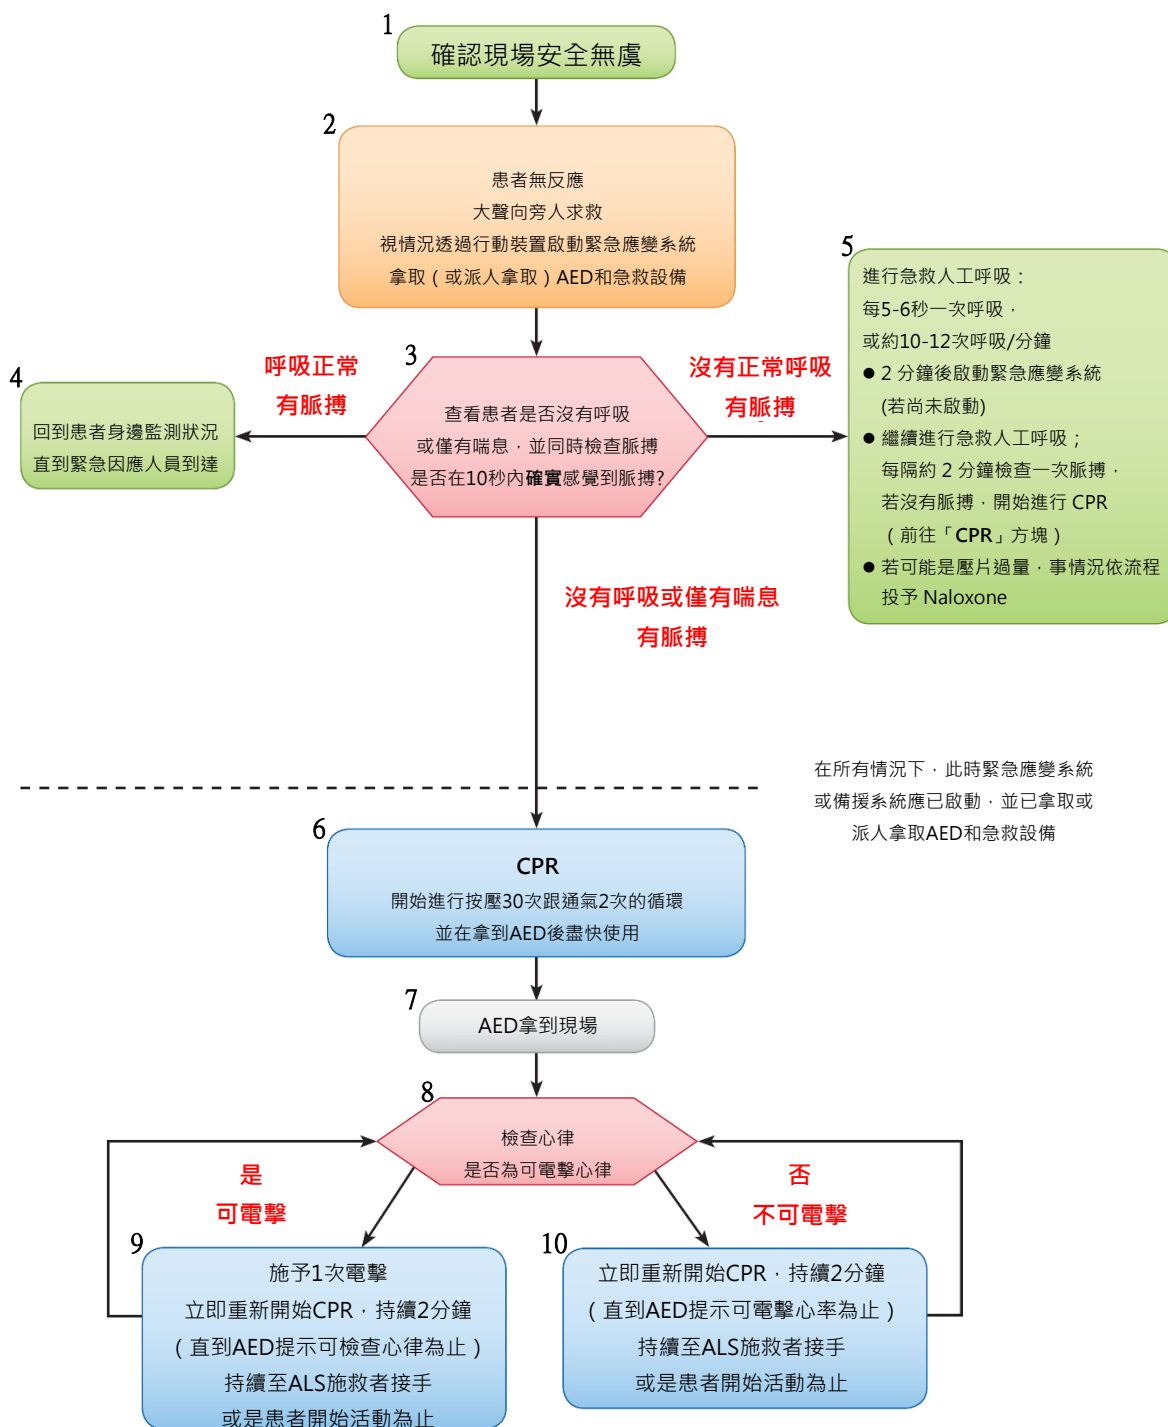 1
確認現場安全無虞
2
患者無反應
大聲向旁人求救
視情況透過行動裝置啟動緊急應變系統
拿取（或派人拿取）AED和急救設備
3
查看患者是否沒有呼吸
或僅有喘息，並同時檢查脈搏
是否在10秒內確實感覺到脈搏?
呼吸正常
有脈搏
4
回到患者身邊監測狀況
直到緊急因應人員到達
沒有正常呼吸
有脈搏
5
進行急救人工呼吸：
每5-6秒一次呼吸，
或約10-12次呼吸/分鐘
● 2 分鐘後啟動緊急應變系統
(若尚未啟動)
● 繼續進行急救人工呼吸；
每隔約 2 分鐘檢查一次脈搏，
若沒有脈搏，開始進行 CPR
（前往「CPR」方塊）
● 若可能是壓片過量，事情況依流程
投予 Naloxone
沒有呼吸或僅有喘息
有脈搏
在所有情況下，此時緊急應變系統
或備援系統應已啟動，並已拿取或
派人拿取AED和急救設備
6
CPR
開始進行按壓30次跟通氣2次的循環
並在拿到AED後盡快使用
7
AED拿到現場
8
檢查心律
是否為可電擊心律
是
可電擊
否
不可電擊
9
施予1次電擊
立即重新開始CPR，持續2分鐘
（直到AED提示可檢查心律為止）
持續至ALS施救者接手
或是患者開始活動為止
10
立即重新開始CPR，持續2分鐘
（直到AED提示可電擊心率為止）
持續至ALS施救者接手
或是患者開始活動為止